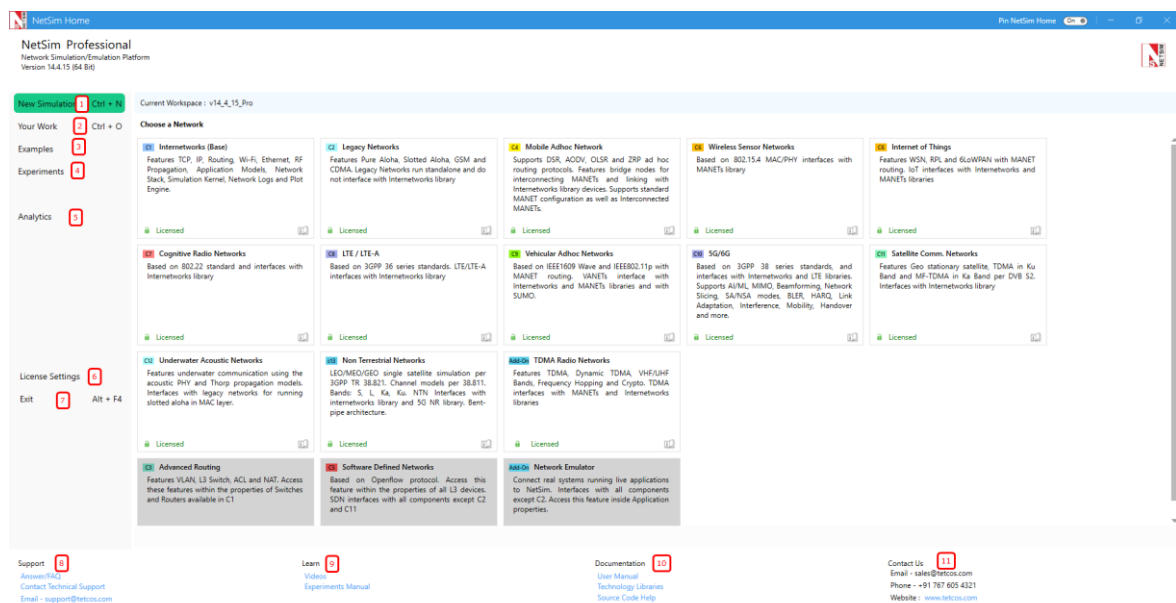 NetSim Home
Pin NetSim Home On
NetSim Professional
Network Simulation/Emulation Platform
Version 14.4.15 (64 Bit)
NETSIM
New Simulation 1 Ctrl + N
Your Work 2 Ctrl + O
Examples 3
Experiments 4
Analytics 5
License Settings 6
Exit 7 Alt + F4
Current Workspace : v14_4_15_Pro
Choose a Network
C1 Internetworks (Base)
Features TCP, IP, Routing, Wi-Fi, Ethernet, RF
Propagation, Application Models, Network
Stack, Simulation Kernel, Network Logs and Plot
Engine.
Licensed
C2 Legacy Networks
Features Pure Aloha, Slotted Aloha, GSM and
CDMA. Legacy Networks run standalone and do
not interface with Internetworks library
Licensed
C4 Mobile Adhoc Network
Supports DSR, AODV, OLSR and ZRP ad hoc
routing protocols. Features bridge nodes for
interconnecting MANETs and linking with
Internetworks library devices. Supports standard
MANET configuration as well as Interconnected
MANETs.
Licensed
Wireless Sensor Networks
Based on 802.15.4 MAC/PHY interfaces with
MANETs library
Licensed
Internet of Things
Features WSN, RPL and 6LoWPAN with MANET
routing. IoT interfaces with Internetworks and
MANETs libraries
Licensed
C7 Cognitive Radio Networks
Based on 802.22 standard and interfaces with
Internetworks library
Licensed
C8 LTE / LTE-A
Based on 3GPP 36 series standards. LTE/LTE-A
interfaces with Internetworks library
Licensed
C9 Vehicular Adhoc Networks
Based on IEEE1609 Wave and IEEE802.11p with
MANET routing. VANETs interface with
Internetworks and MANETs libraries and with
SUMO.
Licensed
C10 5G/6G
Based on 3GPP 38 series standards, and
interfaces with Internetworks and LTE libraries.
Supports AI/ML, MIMO, Beamforming, Network
Slicing, SA/NSA modes, BLER, HARQ, Link
Adaptation, Interference, Mobility, Handover
and more.
Licensed
C11 Satellite Comm. Networks
Features Geo stationary satellite, TDMA in Ku
Band and MF-TDMA in Ka Band per DVB S2.
Interfaces with Internetworks library
Licensed
C12 Underwater Acoustic Networks
Features underwater communication using the
acoustic PHY and Thorp propagation models.
Interfaces with legacy networks for running
slotted aloha in MAC layer.
Licensed
c13 Non Terrestrial Networks
LEO/MEO/GEO single satellite simulation per
3GPP TR 38.821. Channel models per 38.811.
Bands: S, L, Ka, Ku. NTN Interfaces with
internetworks library and 5G NR library. Bent-
pipe architecture.
Licensed
Add-On TDMA Radio Networks
Features TDMA, Dynamic TDMA, VHF/UHF
Bands, Frequency Hopping and Crypto. TDMA
interfaces with MANETs and Internetworks
libraries
Licensed
C3 Advanced Routing
Features VLAN, L3 Switch, ACL and NAT. Access
these features within the properties of Switches
and Routers available in C1
Software Defined Networks
Based on Openflow protocol. Access this
feature within the properties of all L3 devices.
SDN interfaces with all components except C2
and C11
Add-On Network Emulator
Connect real systems running live applications
to NetSim. Interfaces with all components
except C2. Access this feature inside Application
properties.
Support 8
Answer/FAQ
Contact Technical Support
Email - support@tetcos.com
Learn 9
Videos
Experiments Manual
Documentation 10
User Manual
Technology Libraries
Source Code Help
Contact Us 11
Email - sales@tetcos.com
Phone - +91 767 605 4321
Website : www.tetcos.com